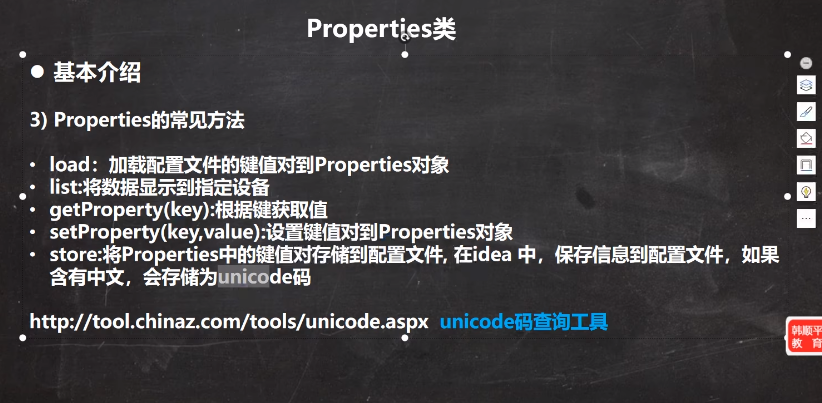 Properties类
● 基本介绍
3) Properties的常见方法
• load：加载配置文件的键值对到Properties对象
• list:将数据显示到指定设备
• getProperty(key):根据键获取值
• setProperty(key,value):设置键值对到Properties对象
• store:将Properties中的键值对存储到配置文件, 在idea 中，保存信息到配置文件，如果
含有中文，会存储为unicode码
http://tool.chinaz.com/tools/unicode.aspx unicode码查询工具
韩顺平
教 育